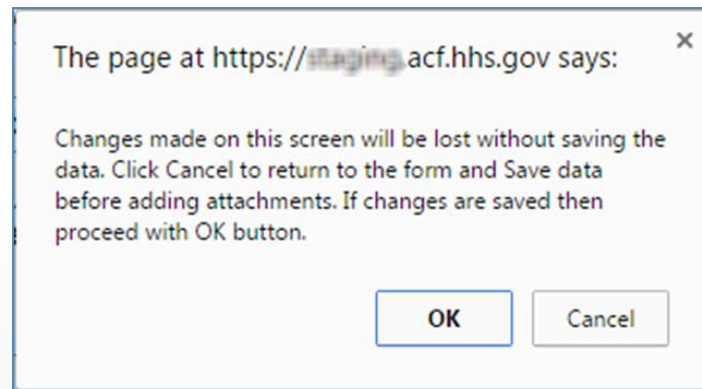 The page at https://.acf.hhs.gov says:
Changes made on this screen will be lost without saving the
data. Click Cancel to return to the form and Save data
before adding attachments. If changes are saved then
proceed with OK button.
OK
Cancel